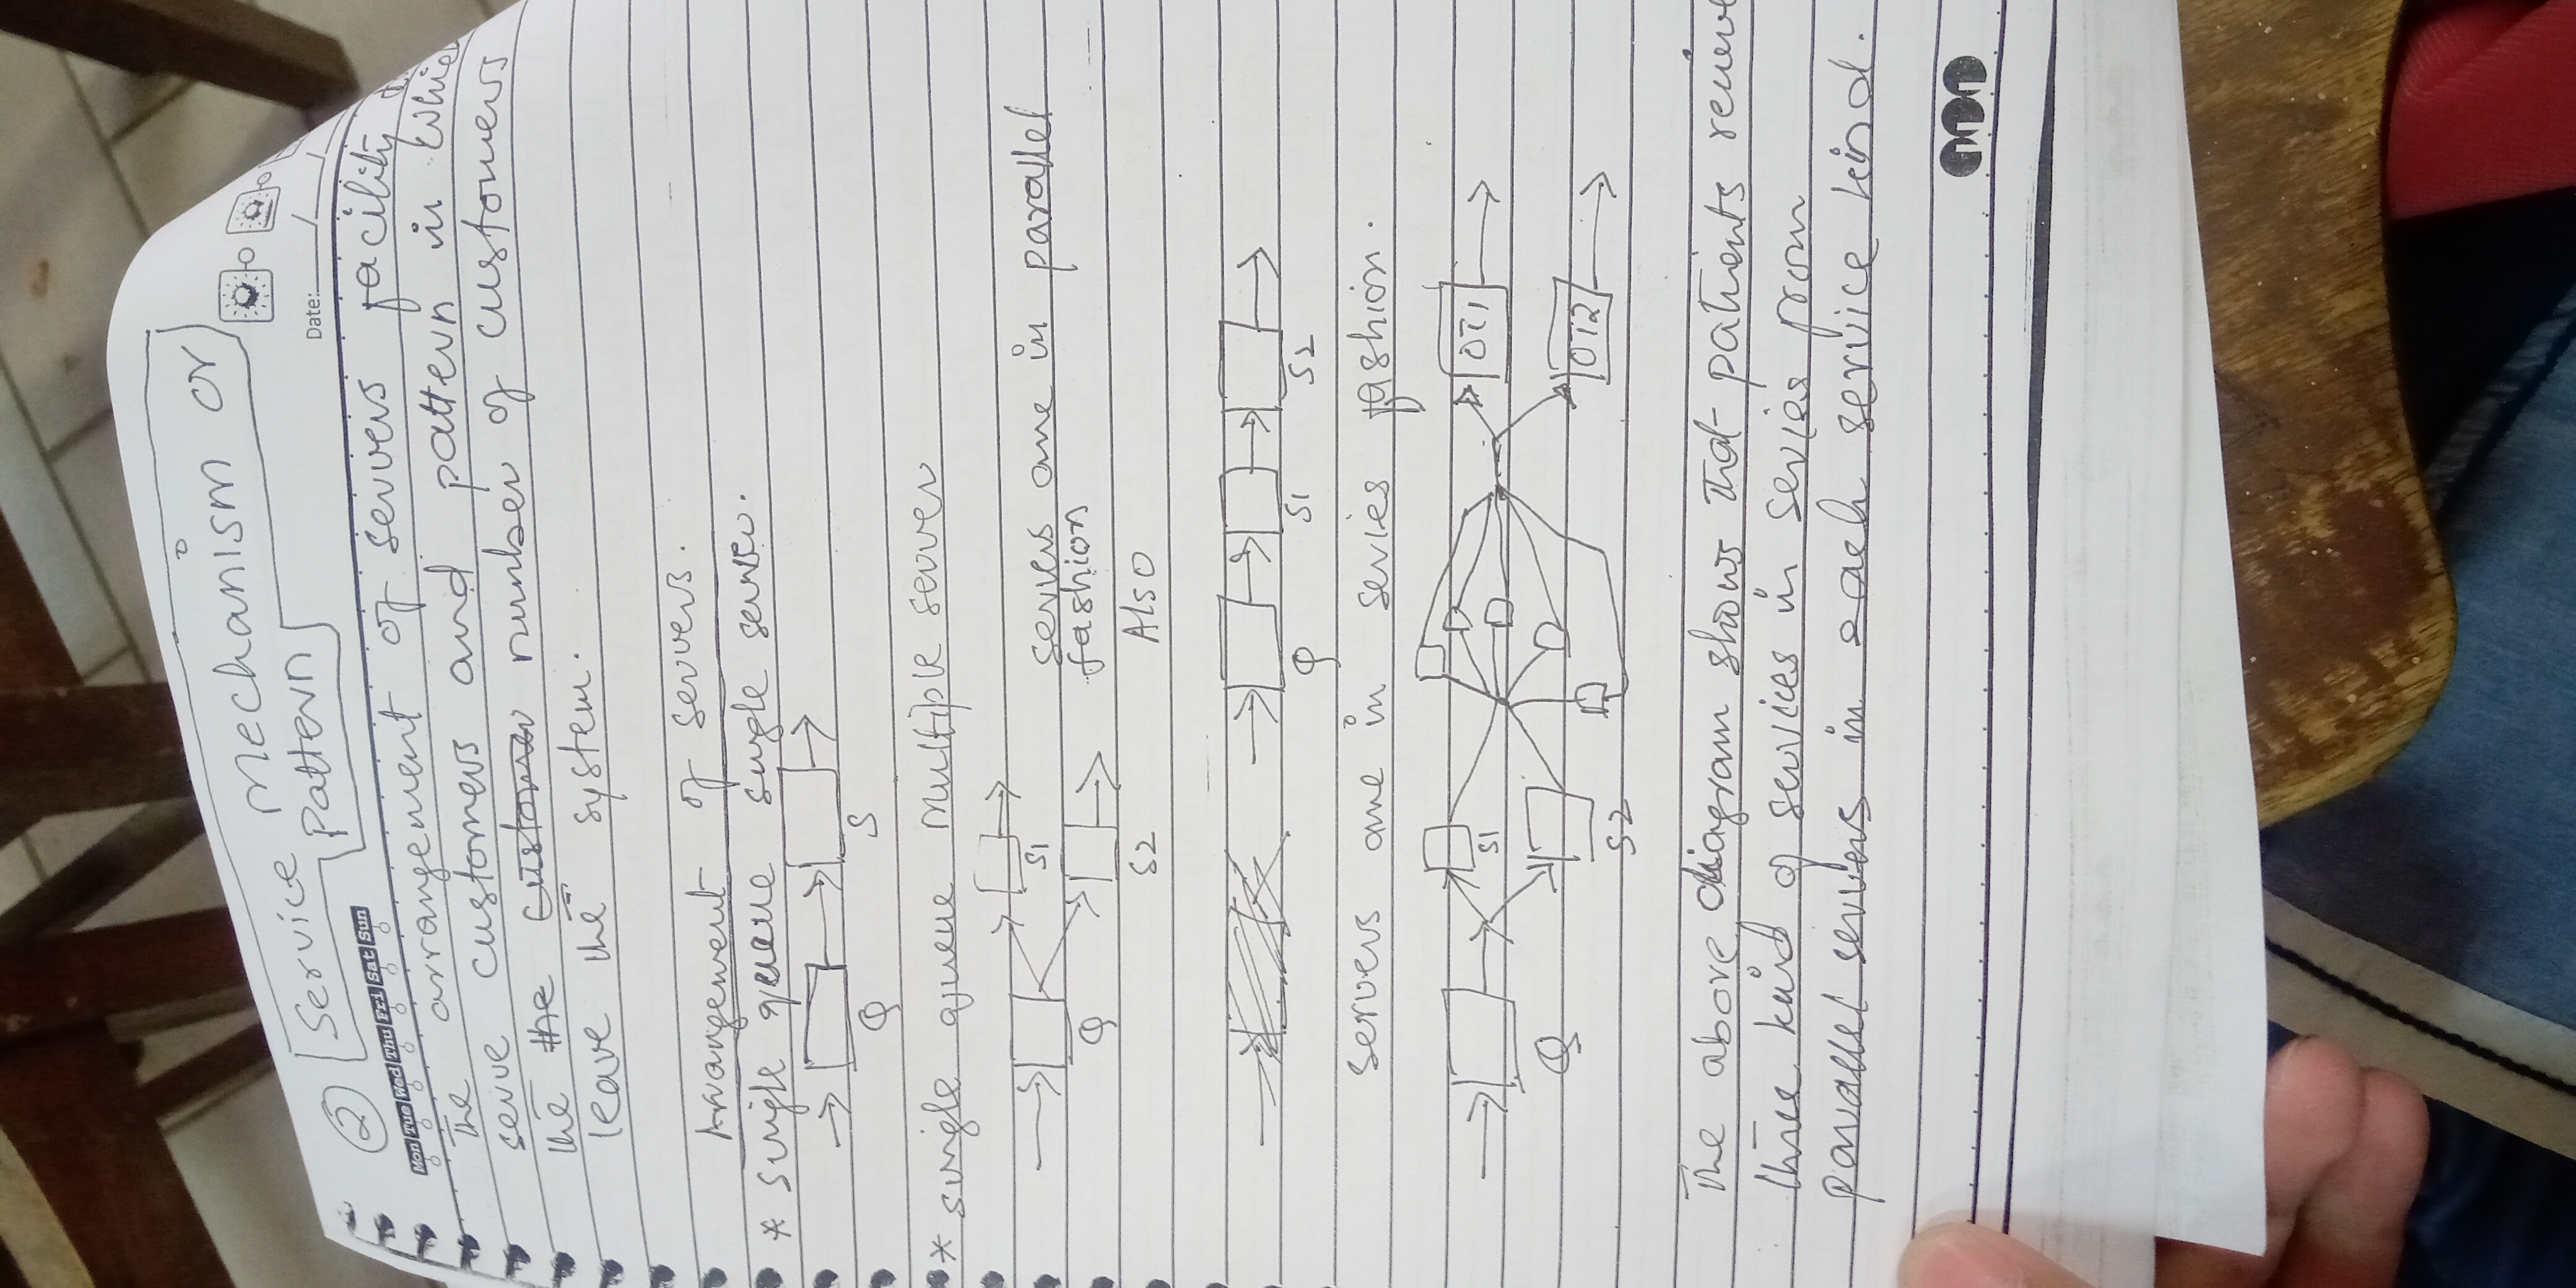 ② Service Mechanism or
Pattern
Date:
Mon Tue Wed Thu Fri Sat Sun
The arrangement of servers facility
serve customers and pattern in
the the customer number of customers
leave the system.
Arrangement of servers.
* single queue single server.
Q S
* single queue Multiple server
S1
servers are in parallel
fashion
Q
S2
Also
Q S1 S2
servers are in series fashion.
S1 OT1
Q S2 OT2
The above diagram shows that patients
three kind of services in series from
parallel servers in each service kind.